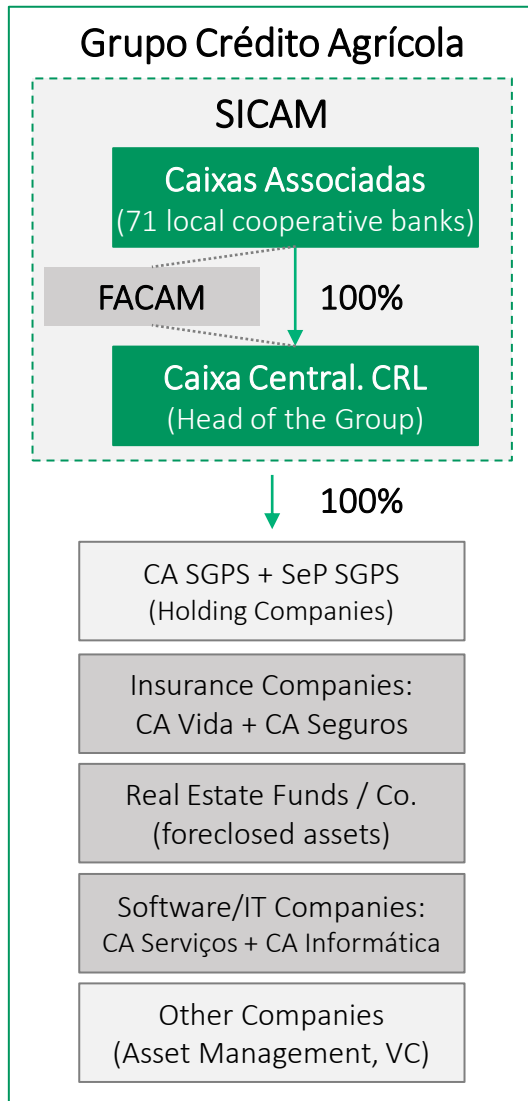 Grupo Crédito Agrícola
SICAM
Caixas Associadas
(71 local cooperative banks)
FACAM
100%
Caixa Central. CRL
(Head of the Group)
100%
CA SGPS + SeP SGPS
(Holding Companies)
Insurance Companies:
CA Vida + CA Seguros
Real Estate Funds / Co.
(foreclosed assets)
Software/IT Companies:
CA Serviços + CA Informática
Other Companies
(Asset Management, VC)